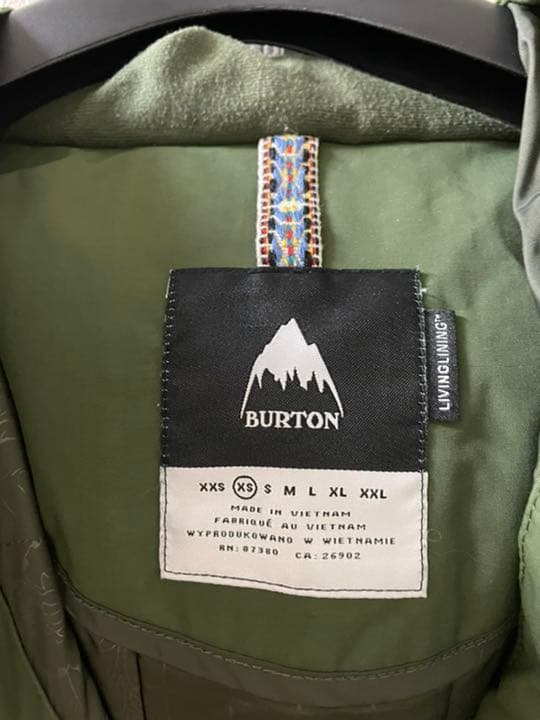 BURTON
LIVINGLINING™
XXS XS S M L XL XXL
MADE IN VIETNAM
FABRIQUÉ AU VIETNAM
WYPRODUKOWANO W WIETNAMIE
RN: 87380 CA: 26902